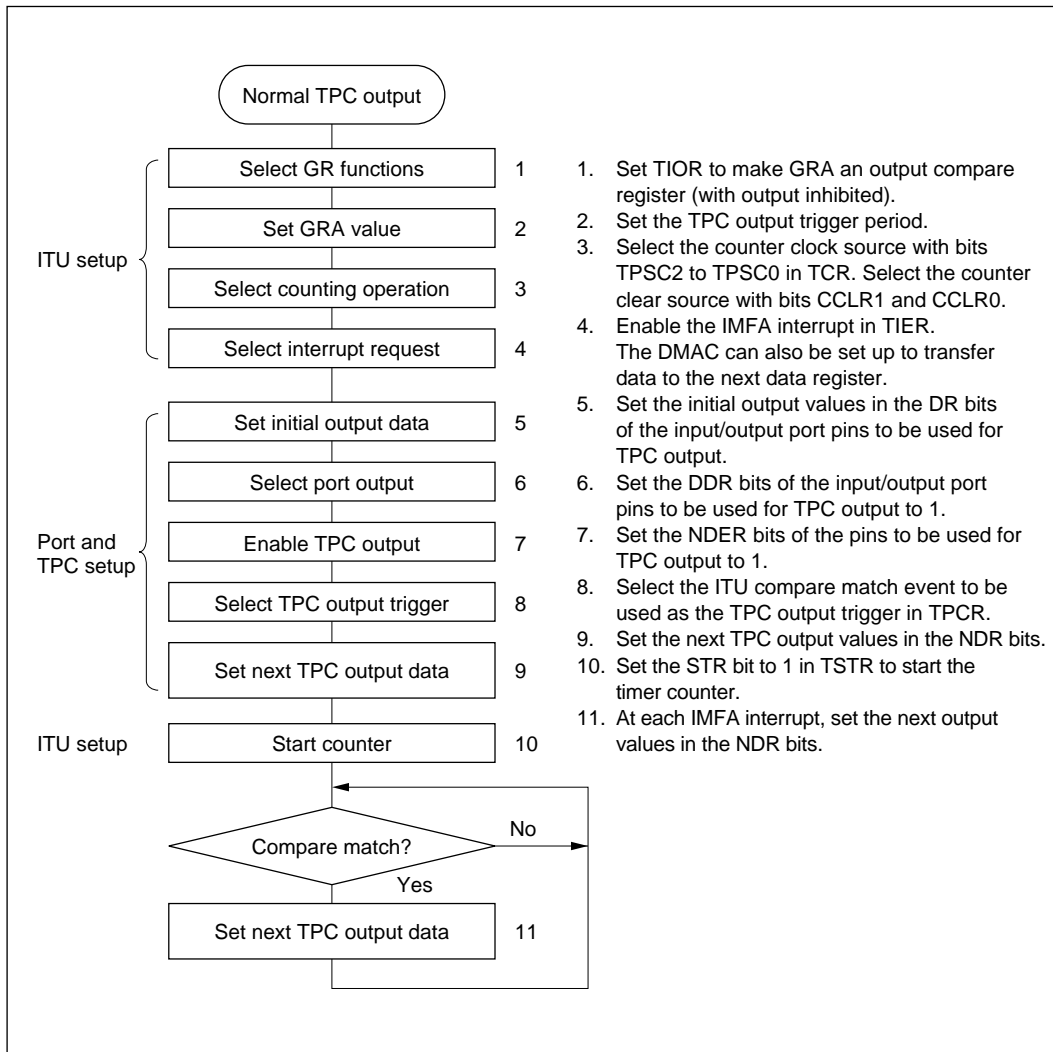 Normal TPC output
Select GR functions 1
Set GRA value 2
ITU setup
Select counting operation 3
Select interrupt request 4
Set initial output data 5
Select port output 6
Port and
TPC setup
Enable TPC output 7
Select TPC output trigger 8
Set next TPC output data 9
ITU setup
Start counter 10
Compare match?
No
Yes
Set next TPC output data 11
1. Set TIOR to make GRA an output compare
register (with output inhibited).
2. Set the TPC output trigger period.
3. Select the counter clock source with bits
TPSC2 to TPSC0 in TCR. Select the counter
clear source with bits CCLR1 and CCLR0.
4. Enable the IMFA interrupt in TIER.
The DMAC can also be set up to transfer
data to the next data register.
5. Set the initial output values in the DR bits
of the input/output port pins to be used for
TPC output.
6. Set the DDR bits of the input/output port
pins to be used for TPC output to 1.
7. Set the NDER bits of the pins to be used for
TPC output to 1.
8. Select the ITU compare match event to be
used as the TPC output trigger in TPCR.
9. Set the next TPC output values in the NDR bits.
10. Set the STR bit to 1 in TSTR to start the
timer counter.
11. At each IMFA interrupt, set the next output
values in the NDR bits.